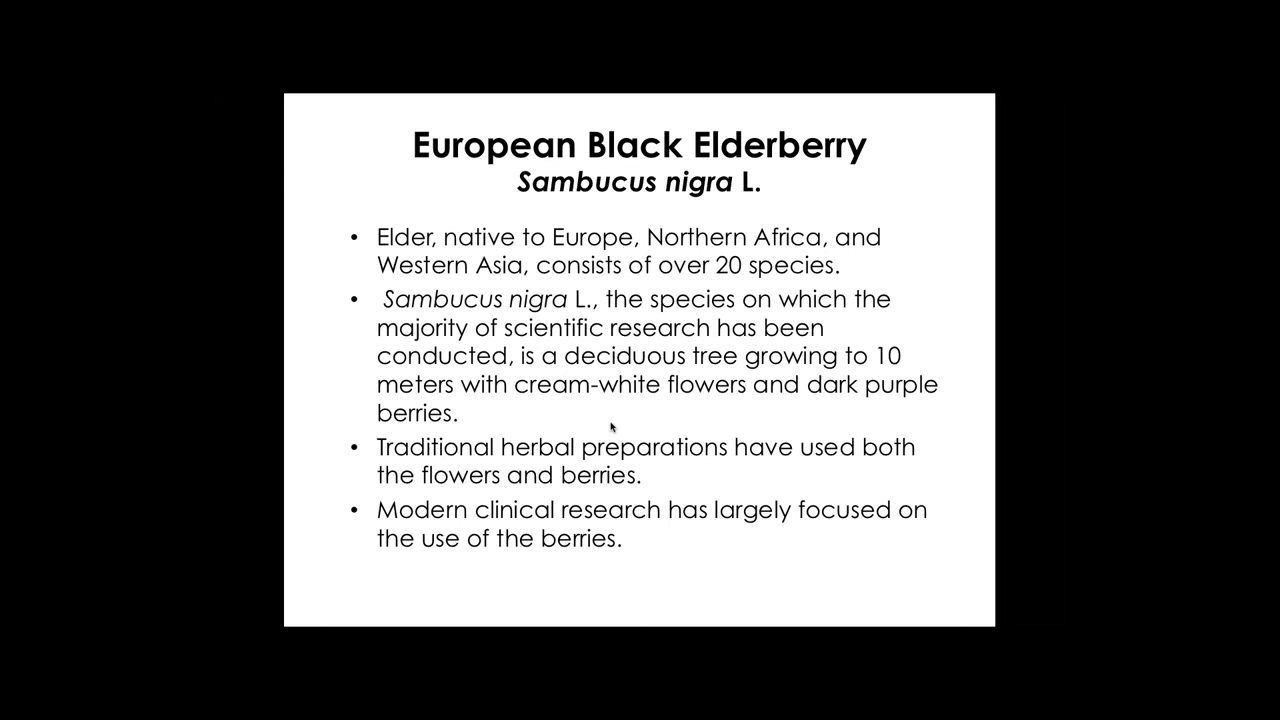 European Black Elderberry
Sambucus nigra L.
• Elder, native to Europe, Northern Africa, and
Western Asia, consists of over 20 species.
• Sambucus nigra L., the species on which the
majority of scientific research has been
conducted, is a deciduous tree growing to 10
meters with cream-white flowers and dark purple
berries.
• Traditional herbal preparations have used both
the flowers and berries.
• Modern clinical research has largely focused on
the use of the berries.